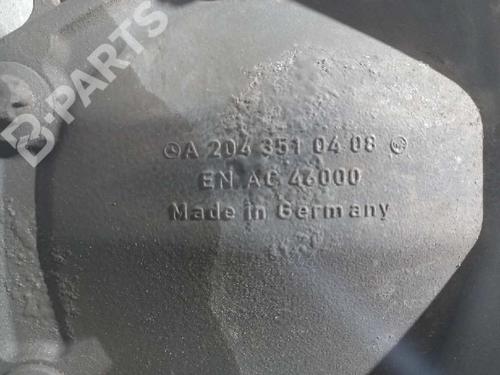 B-PARTS
A 204 351 04 08
EN AC 46000
Made in Germany